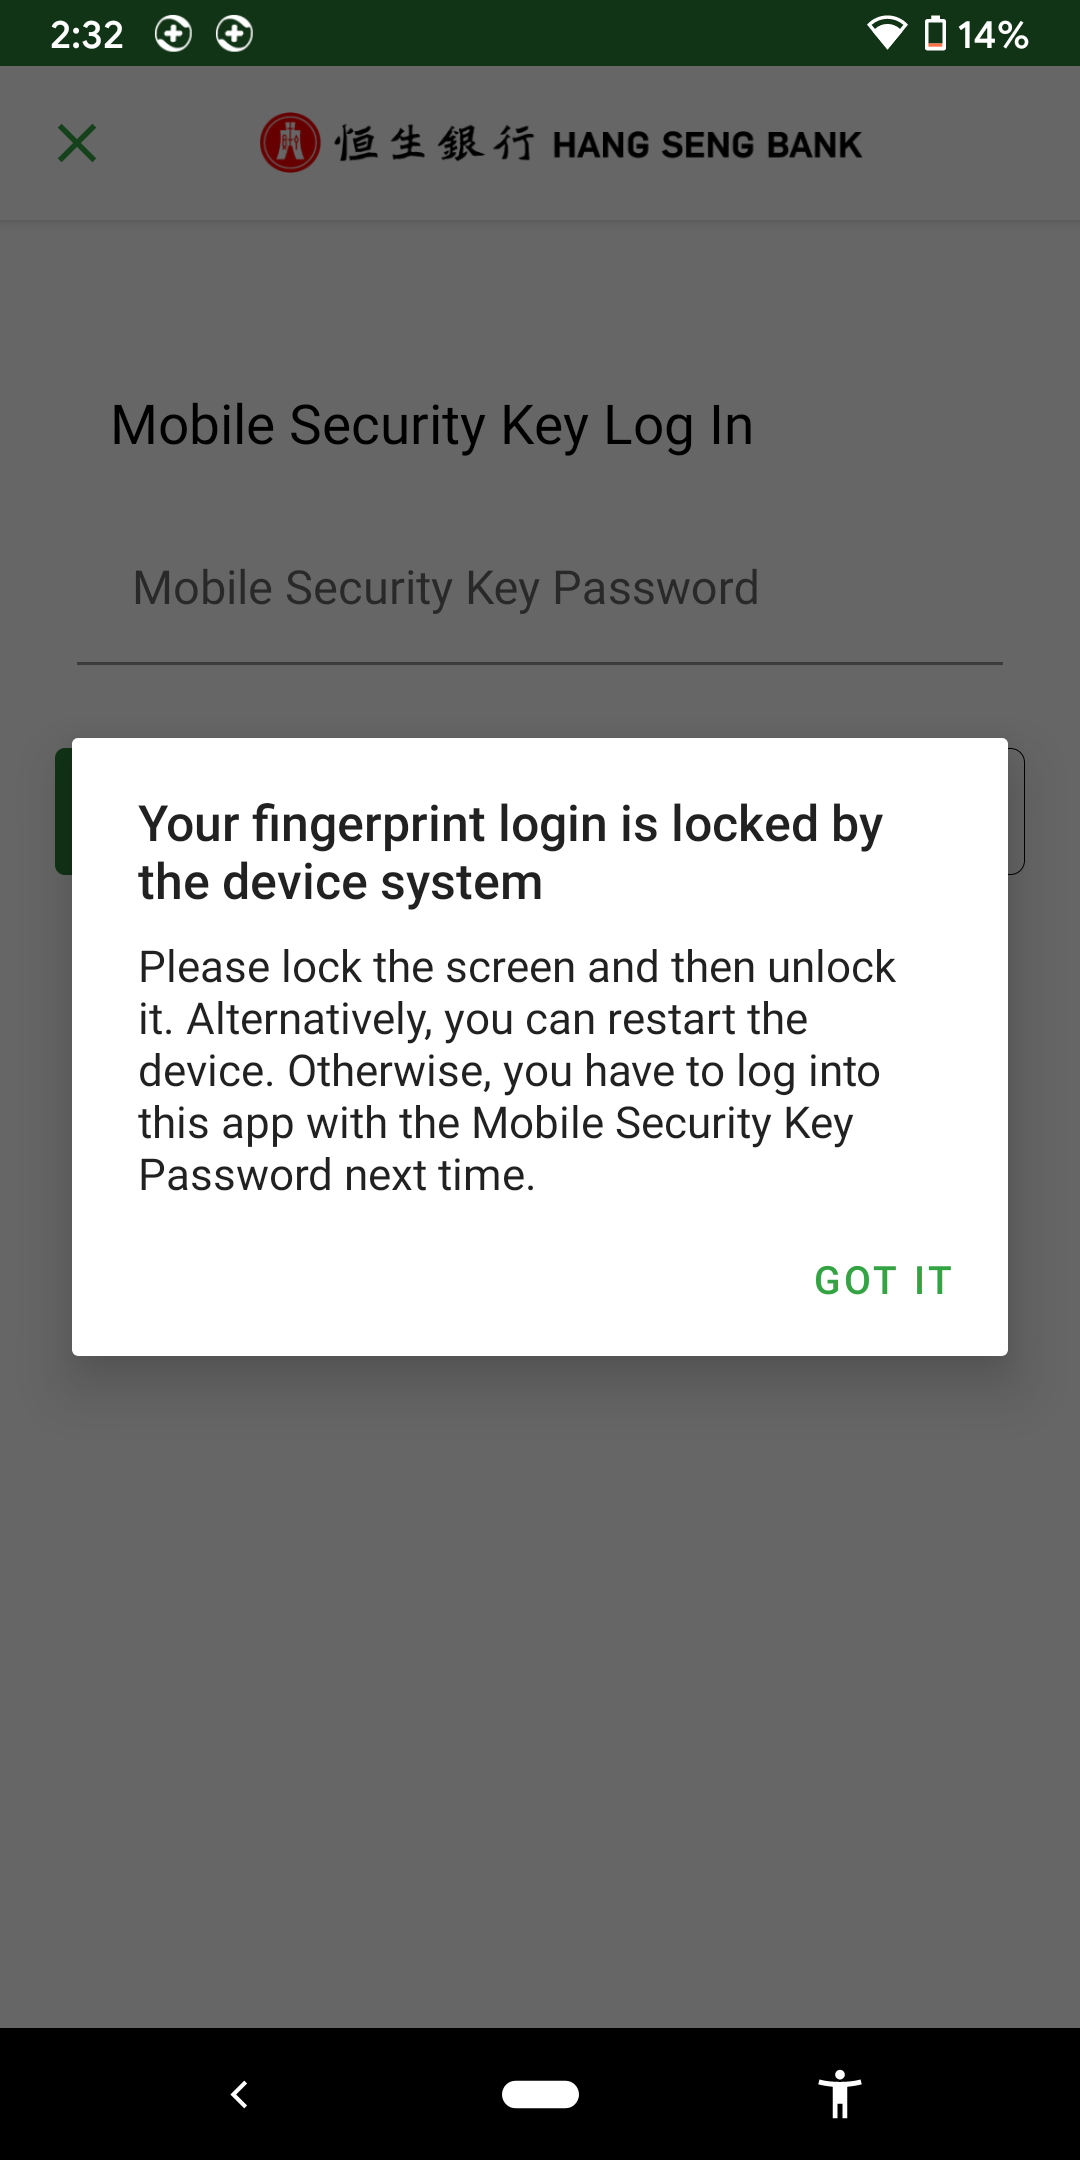 2:32
14%
恒生銀行 HANG SENG BANK
Mobile Security Key Log In
Mobile Security Key Password
Your fingerprint login is locked by
the device system
Please lock the screen and then unlock
it. Alternatively, you can restart the
device. Otherwise, you have to log into
this app with the Mobile Security Key
Password next time.
GOT IT